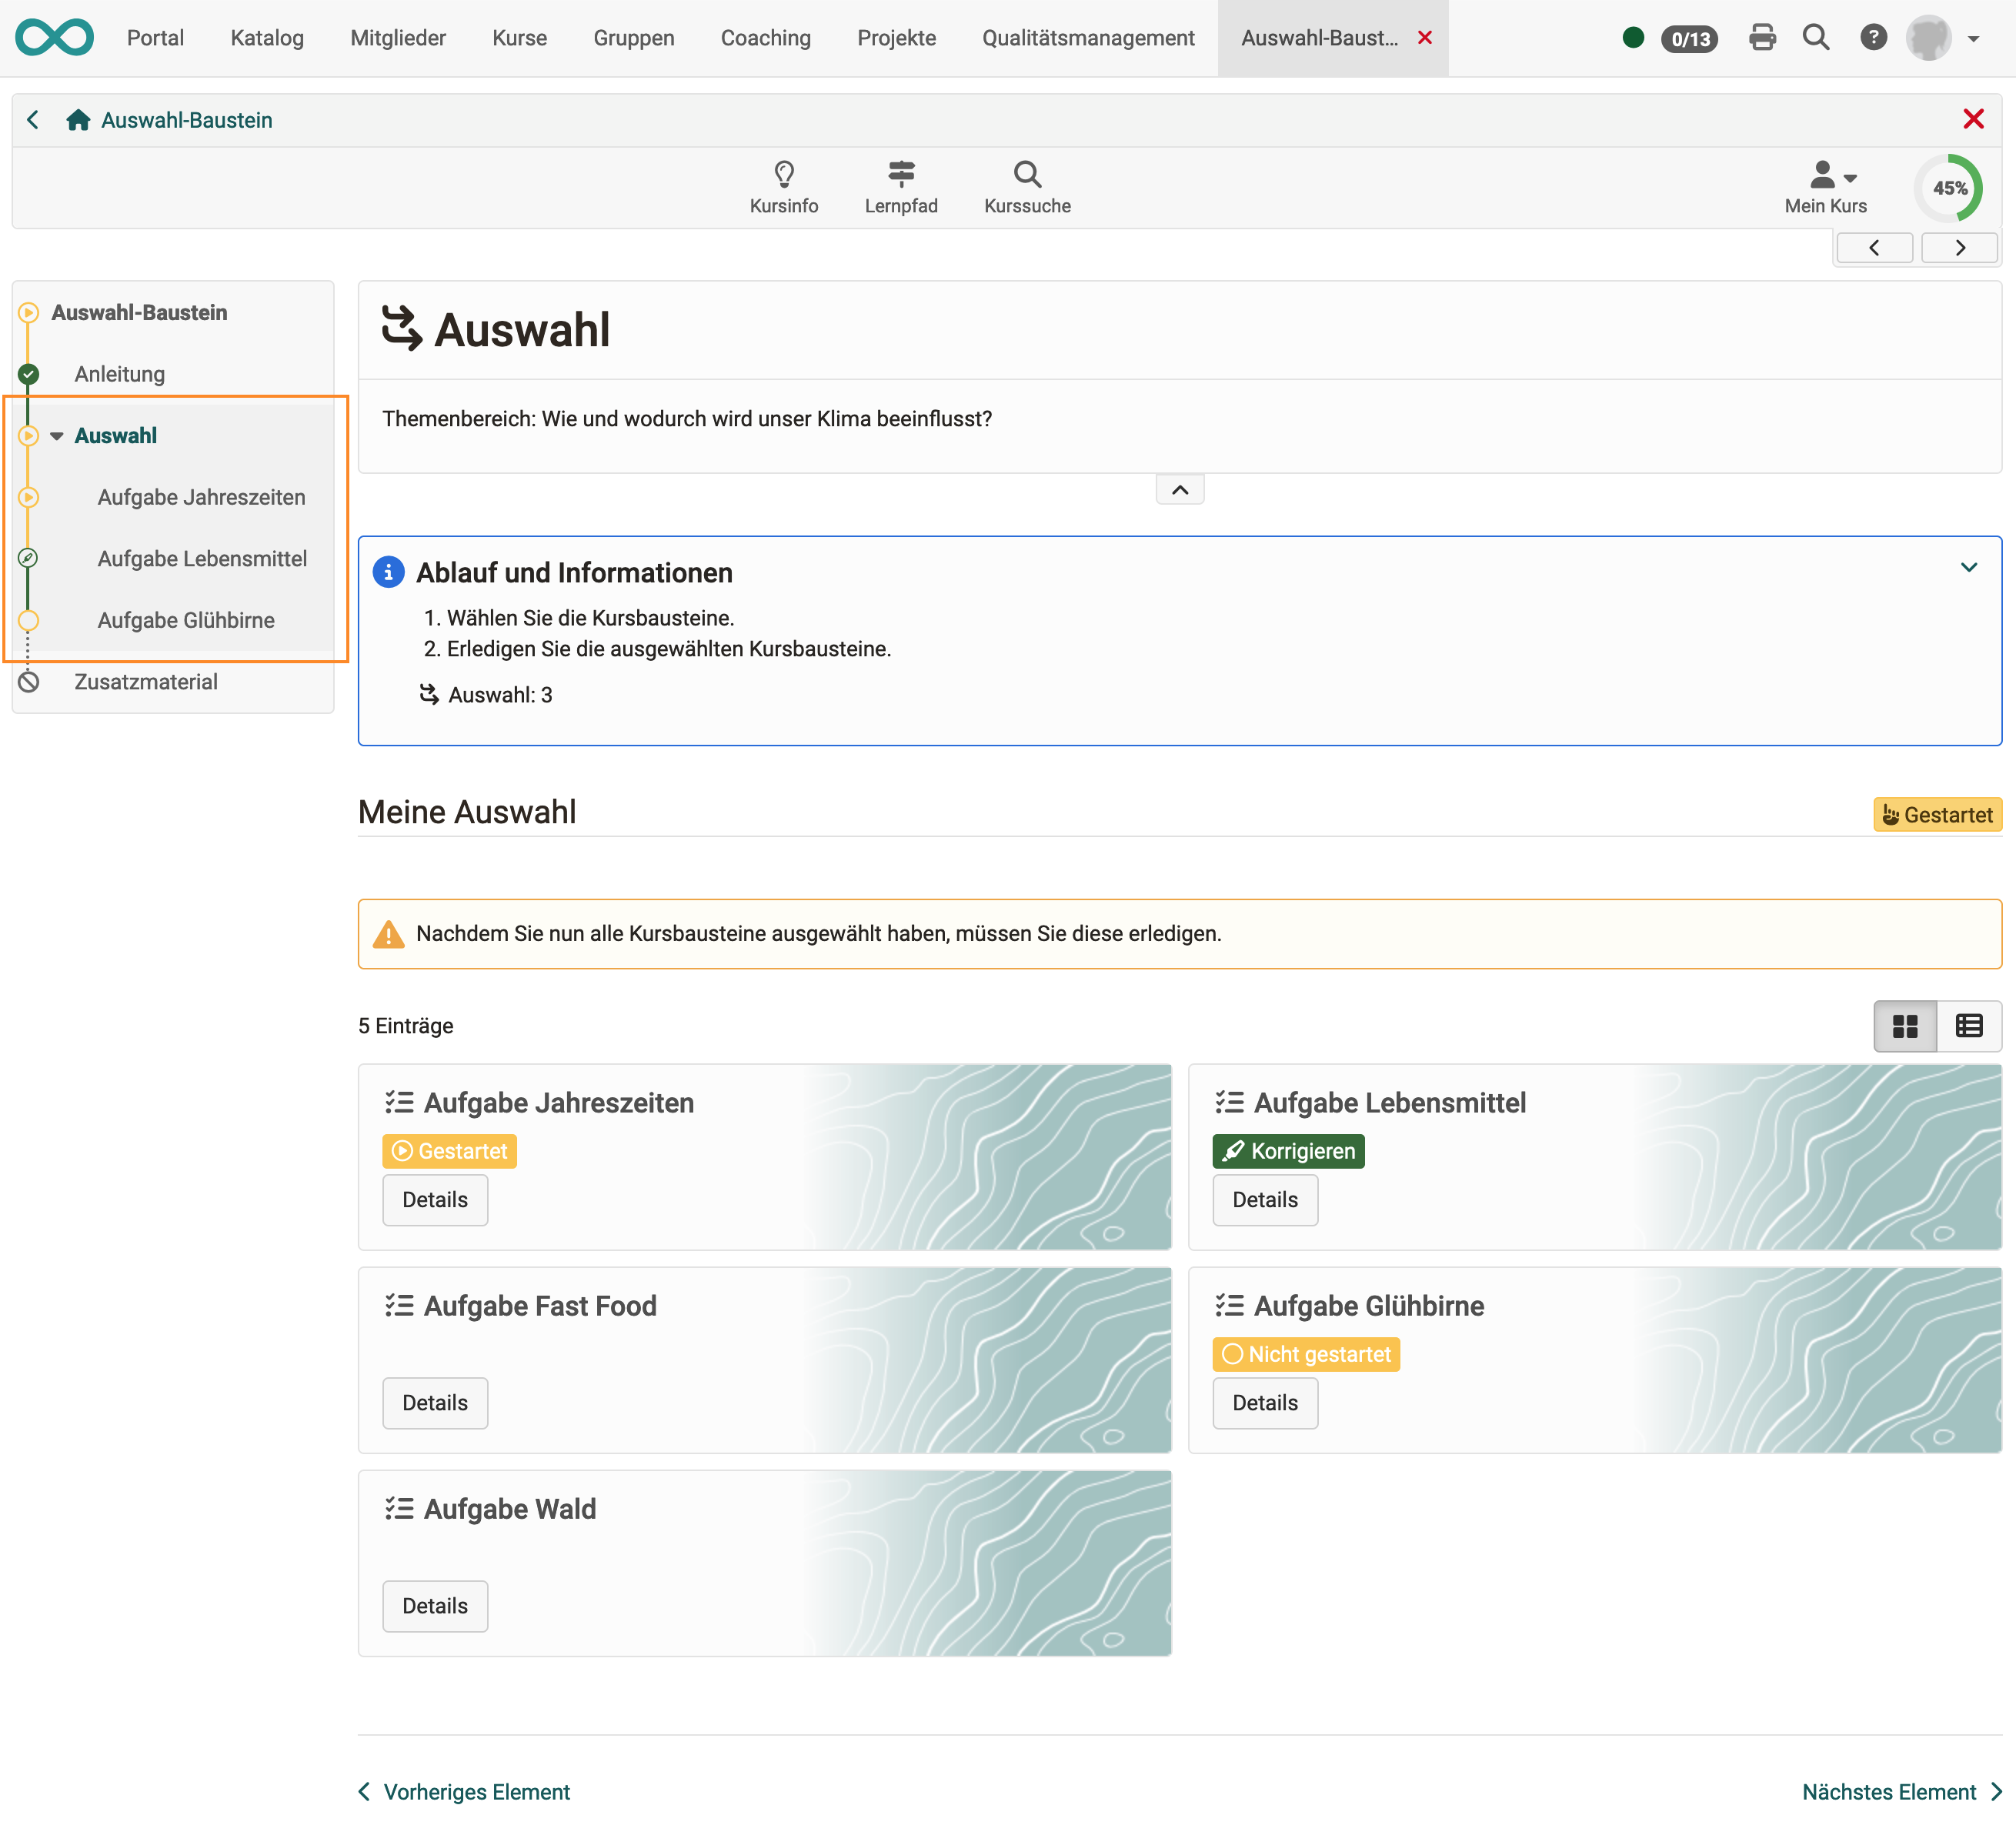 Portal Katalog Mitglieder Kurse Gruppen Coaching Projekte Qualitätsmanagement Auswahl-Baust... 0/13
Auswahl-Baustein
Kursinfo Lernpfad Kurssuche Mein Kurs 45%
Auswahl-Baustein
Anleitung
Auswahl
Aufgabe Jahreszeiten
Aufgabe Lebensmittel
Aufgabe Glühbirne
Zusatzmaterial
Auswahl
Themenbereich: Wie und wodurch wird unser Klima beeinflusst?
Ablauf und Informationen
1. Wählen Sie die Kursbausteine.
2. Erledigen Sie die ausgewählten Kursbausteine.
Auswahl: 3
Meine Auswahl
Gestartet
Nachdem Sie nun alle Kursbausteine ausgewählt haben, müssen Sie diese erledigen.
5 Einträge
Aufgabe Jahreszeiten
Gestartet
Details
Aufgabe Lebensmittel
Korrigieren
Details
Aufgabe Fast Food
Details
Aufgabe Glühbirne
Nicht gestartet
Details
Aufgabe Wald
Details
Vorheriges Element
Nächstes Element